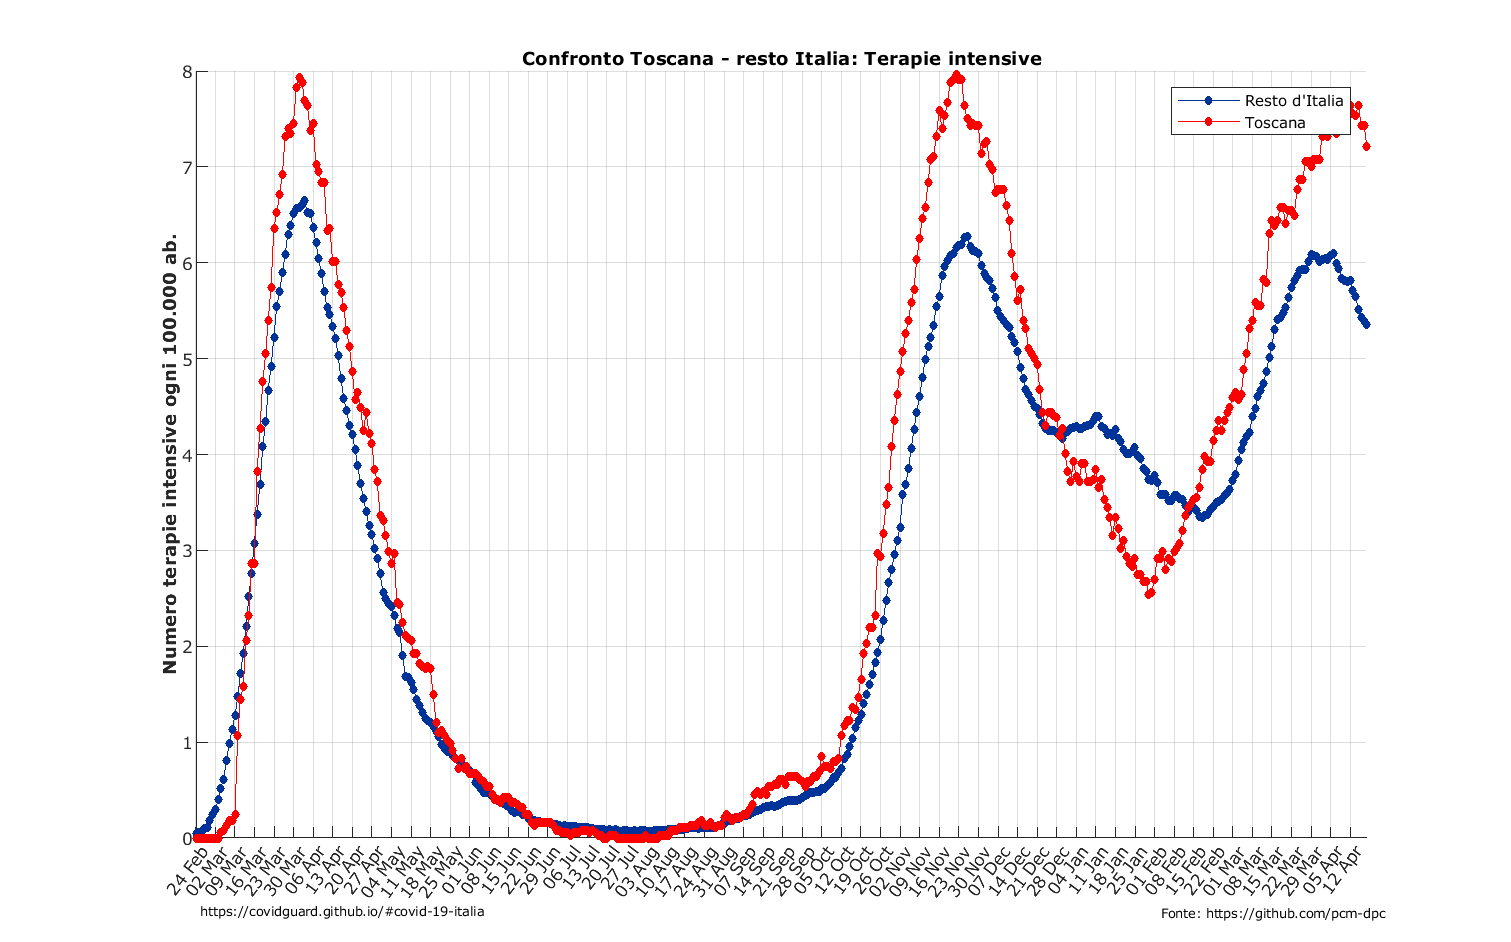 Confronto Toscana - resto Italia: Terapie intensive
Numero terapie intensive ogni 100.000 ab.
8
7
6
5
4
3
2
1
0
Resto d'Italia
Toscana
24 Feb
02 Mar
09 Mar
16 Mar
23 Mar
30 Mar
06 Apr
13 Apr
20 Apr
27 Apr
04 May
11 May
18 May
25 May
01 Jun
08 Jun
15 Jun
22 Jun
29 Jun
06 Jul
13 Jul
20 Jul
27 Jul
03 Aug
10 Aug
17 Aug
24 Aug
31 Aug
07 Sep
14 Sep
21 Sep
28 Sep
05 Oct
12 Oct
19 Oct
26 Oct
02 Nov
09 Nov
16 Nov
23 Nov
30 Nov
07 Dec
14 Dec
21 Dec
28 Dec
04 Jan
11 Jan
18 Jan
25 Jan
01 Feb
08 Feb
15 Feb
22 Feb
01 Mar
08 Mar
15 Mar
22 Mar
29 Mar
05 Apr
12 Apr
https://covidguard.github.io/#covid-19-italia
Fonte: https://github.com/pcm-dpc